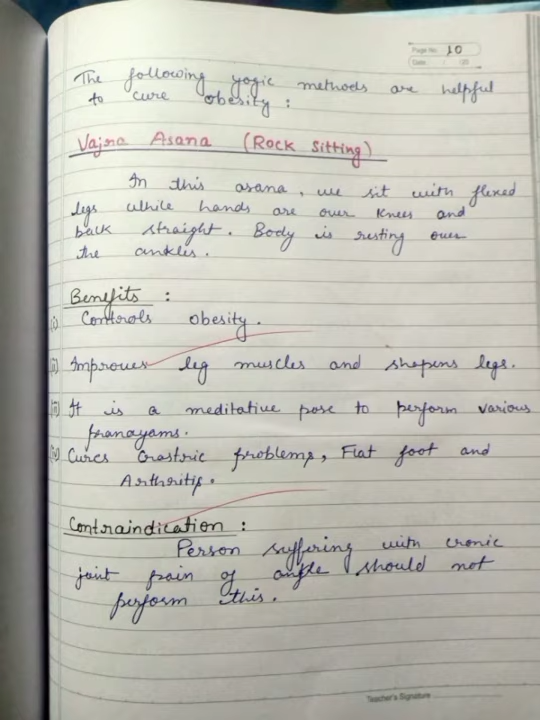 Page No. 10
Date: : /20
The following yogic methods are helpful
to cure obesity :
Vajra Asana (Rock Sitting)
In this asana, we sit with flexed
legs while hands are over knees and
back straight. Body is resting over
the ankles.
Benefits :
(i) Controls obesity.
(ii) Improves leg muscles and shapens legs.
(iii) It is a meditative pose to perform various
pranayams.
(iv) Cures Grastric problems, Flat foot and
Arthritis.
Contraindication :
Person suffering with cronic
joint pain of angle should not
perform this.
Teacher's Signature